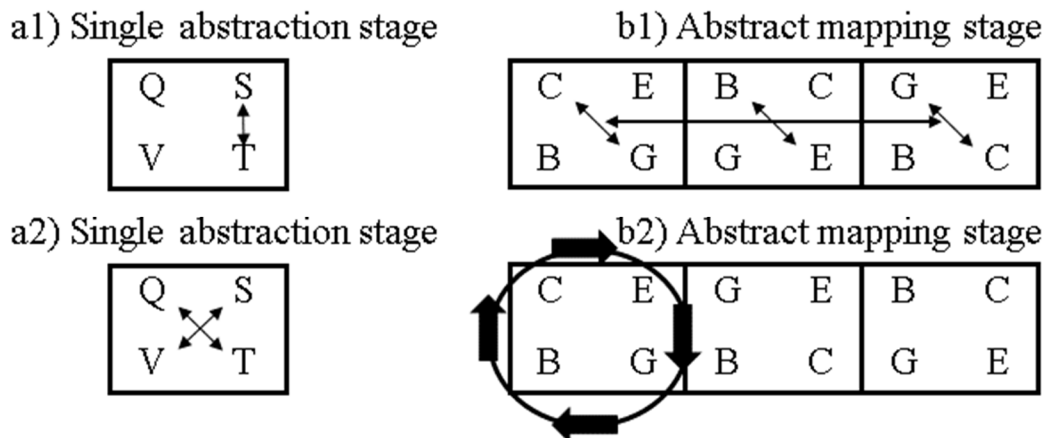 a1) Single abstraction stage
b1) Abstract mapping stage
Q S
C E B C G E
V T
B G G E B C
a2) Single abstraction stage
b2) Abstract mapping stage
Q S
C E G E B C
V T
B G B C G E